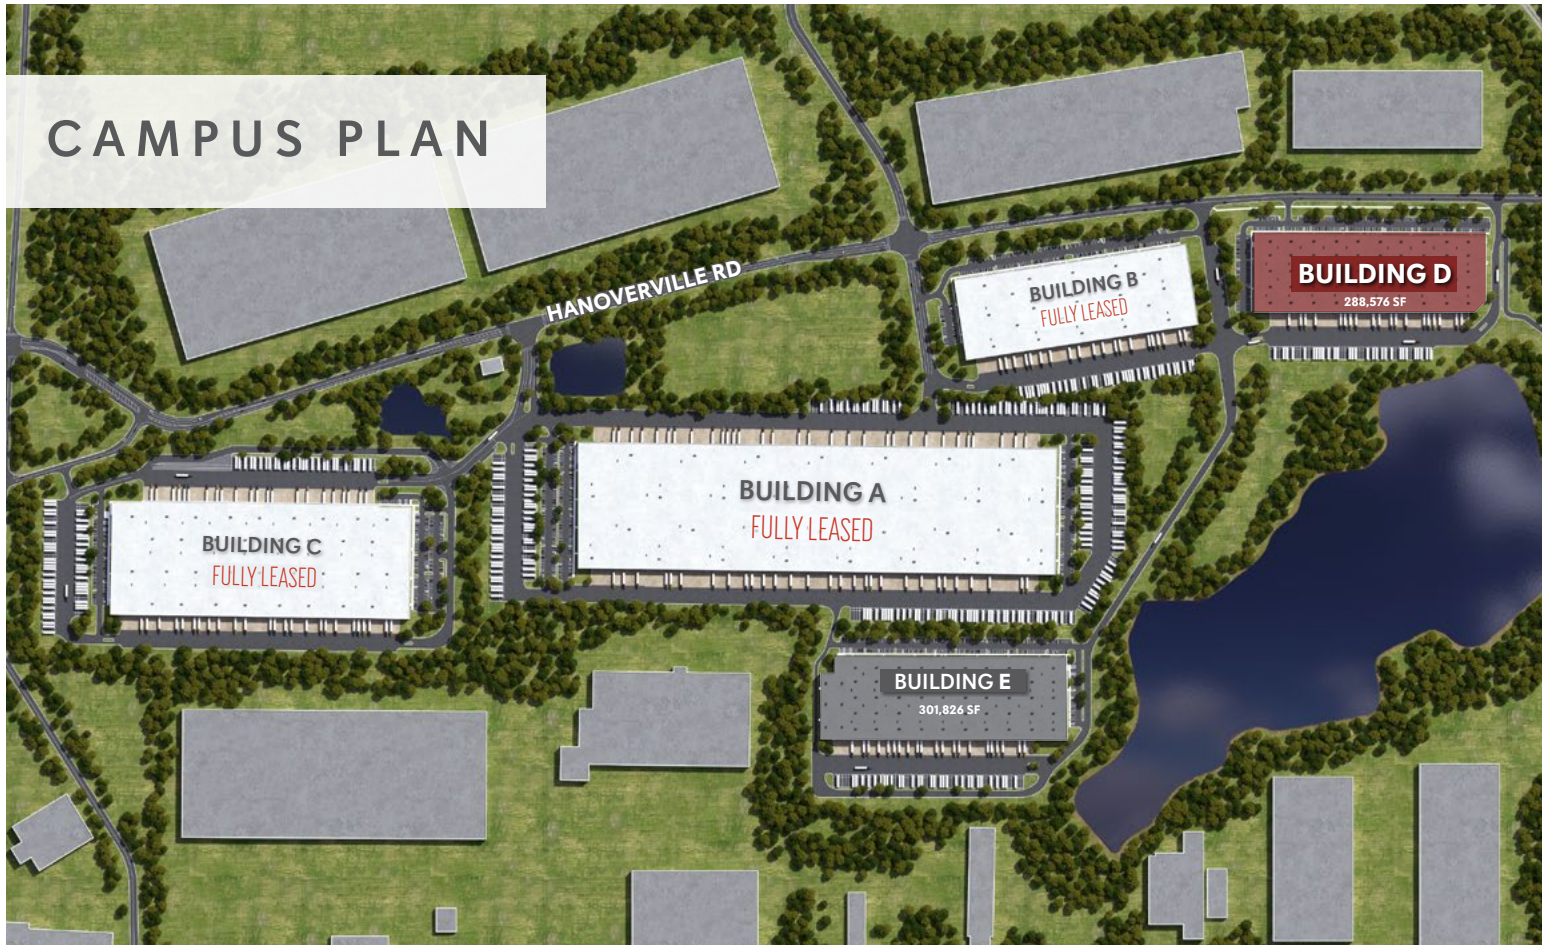 CAMPUS PLAN
HANOVERVILLE RD
BUILDING B
FULLY LEASED
BUILDING D
288,576 SF
BUILDING A
FULLY LEASED
BUILDING C
FULLY LEASED
BUILDING E
301,826 SF